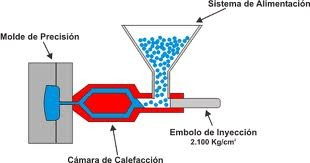 Sistema de Alimentación
Molde de Precisión
Embolo de Inyección
2.100 Kg/cm²
Cámara de Calefacción